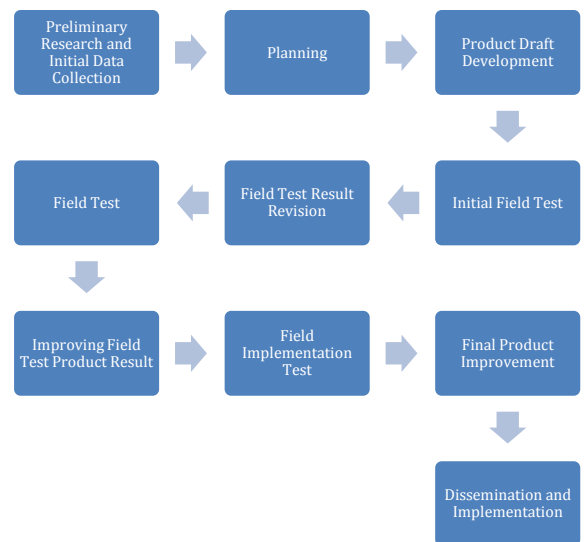 Preliminary
Research and
Initial Data
Collection
Planning
Product Draft
Development
Initial Field Test
Field Test Result
Revision
Field Test
Improving Field
Test Product Result
Field
Implementation
Test
Final Product
Improvement
Dissemination and
Implementation